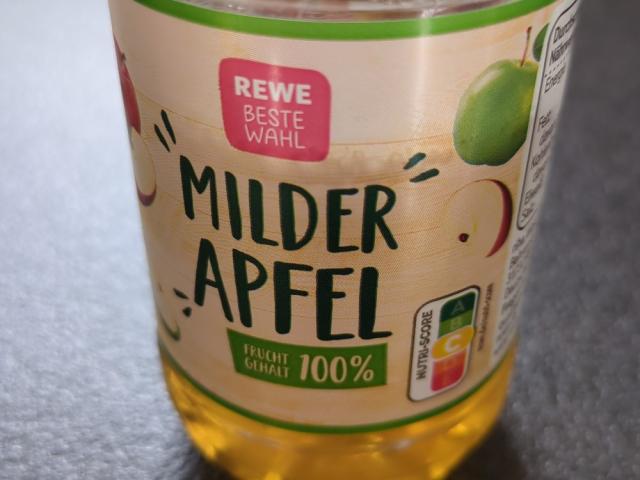 REWE
BESTE
WAHL
MILDER
APFEL
FRUCHT
GEHALT 100%
NUTRI-SCORE
A
B
C